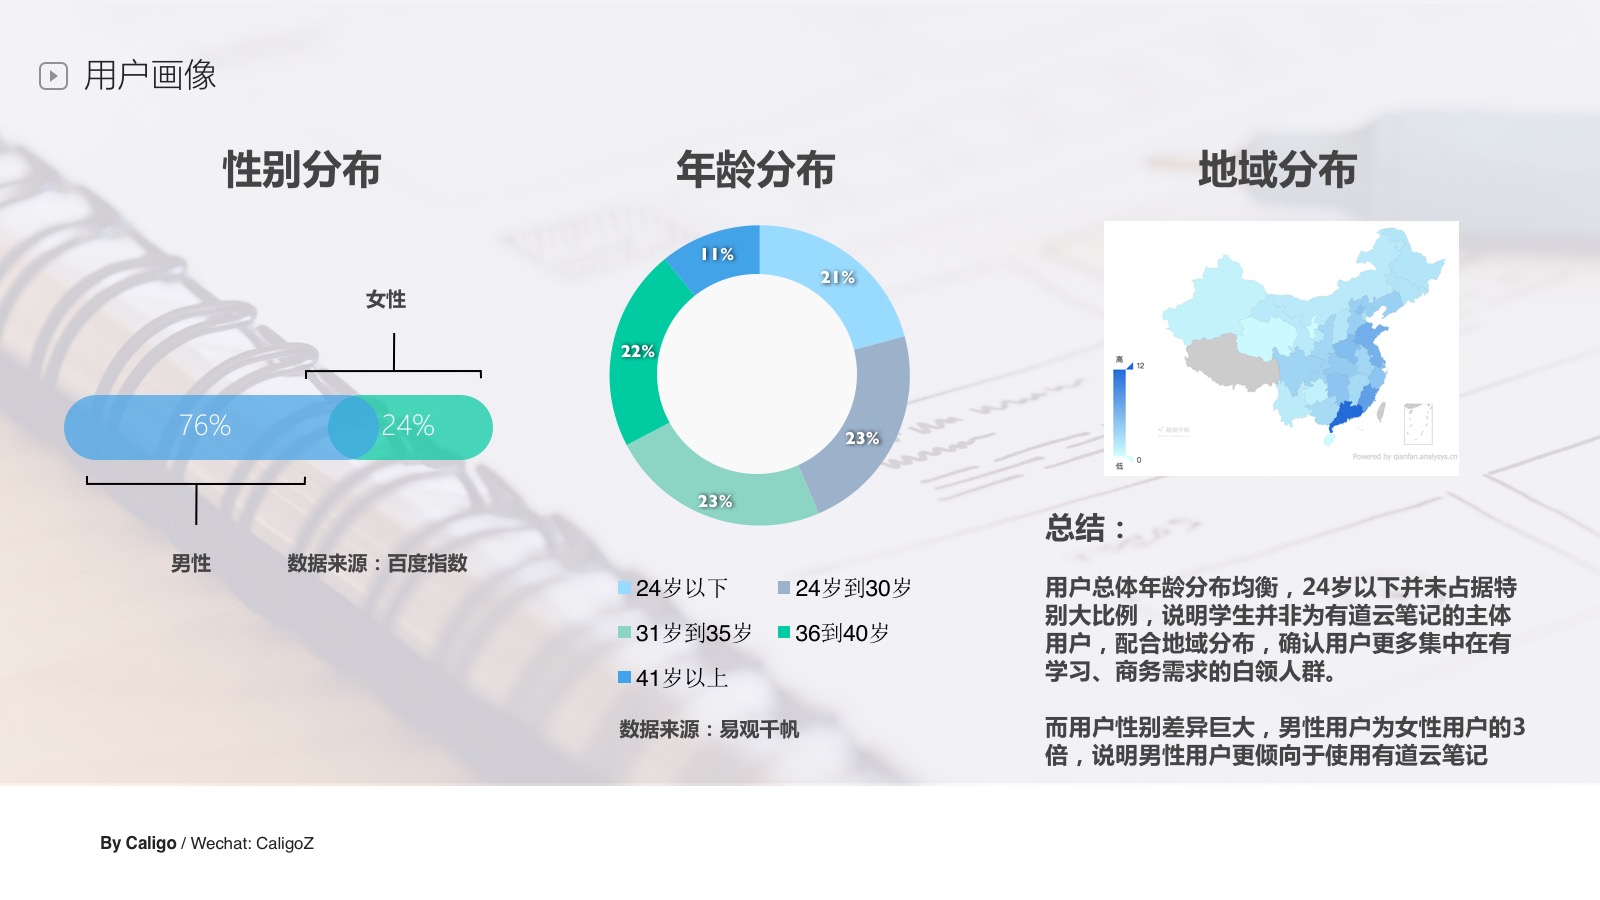 用户画像
性别分布
年龄分布
地域分布
女性
76%
24%
男性
数据来源：百度指数
11%
21%
22%
23%
23%
24岁以下
24岁到30岁
31岁到35岁
36到40岁
41岁以上
数据来源：易观千帆
高
12
0
低
易观千帆
Powered by qianfan.analysys.cn
总结：
用户总体年龄分布均衡，24岁以下并未占据特
别大比例，说明学生并非为有道云笔记的主体
用户，配合地域分布，确认用户更多集中在有
学习、商务需求的白领人群。
而用户性别差异巨大，男性用户为女性用户的3
倍，说明男性用户更倾向于使用有道云笔记
By Caligo / Wechat: CaligoZ